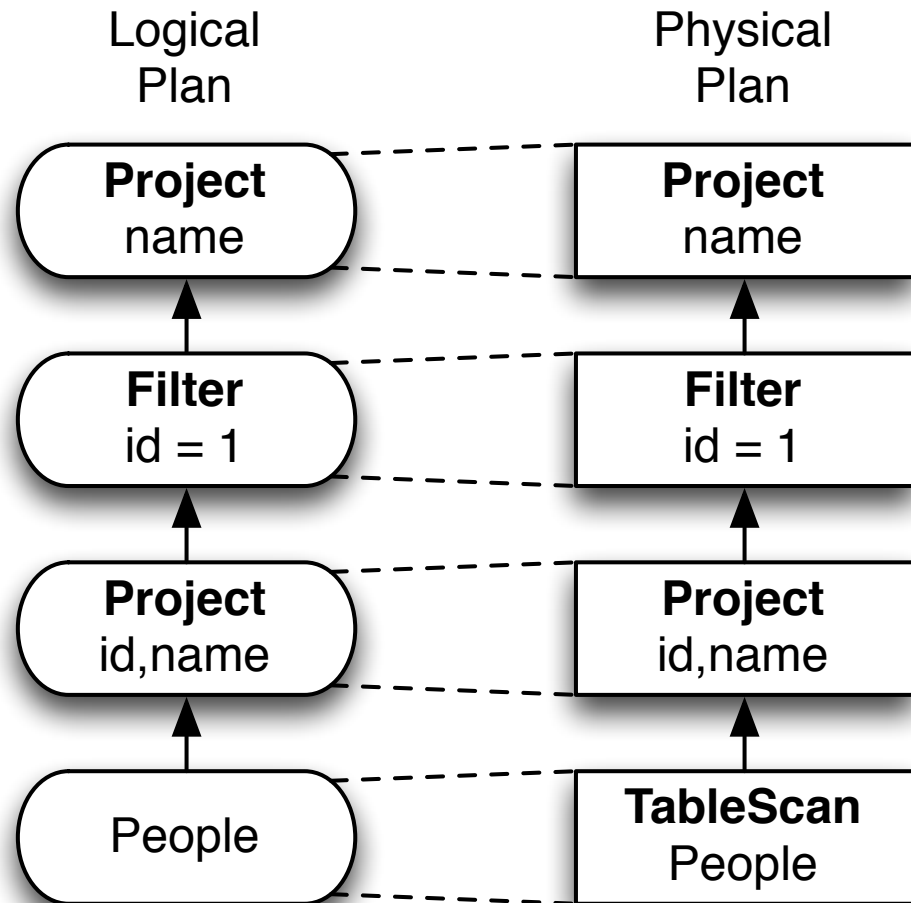 Logical
Plan
Project
name
Filter
id = 1
Project
id,name
People
Physical
Plan
Project
name
Filter
id = 1
Project
id,name
TableScan
People